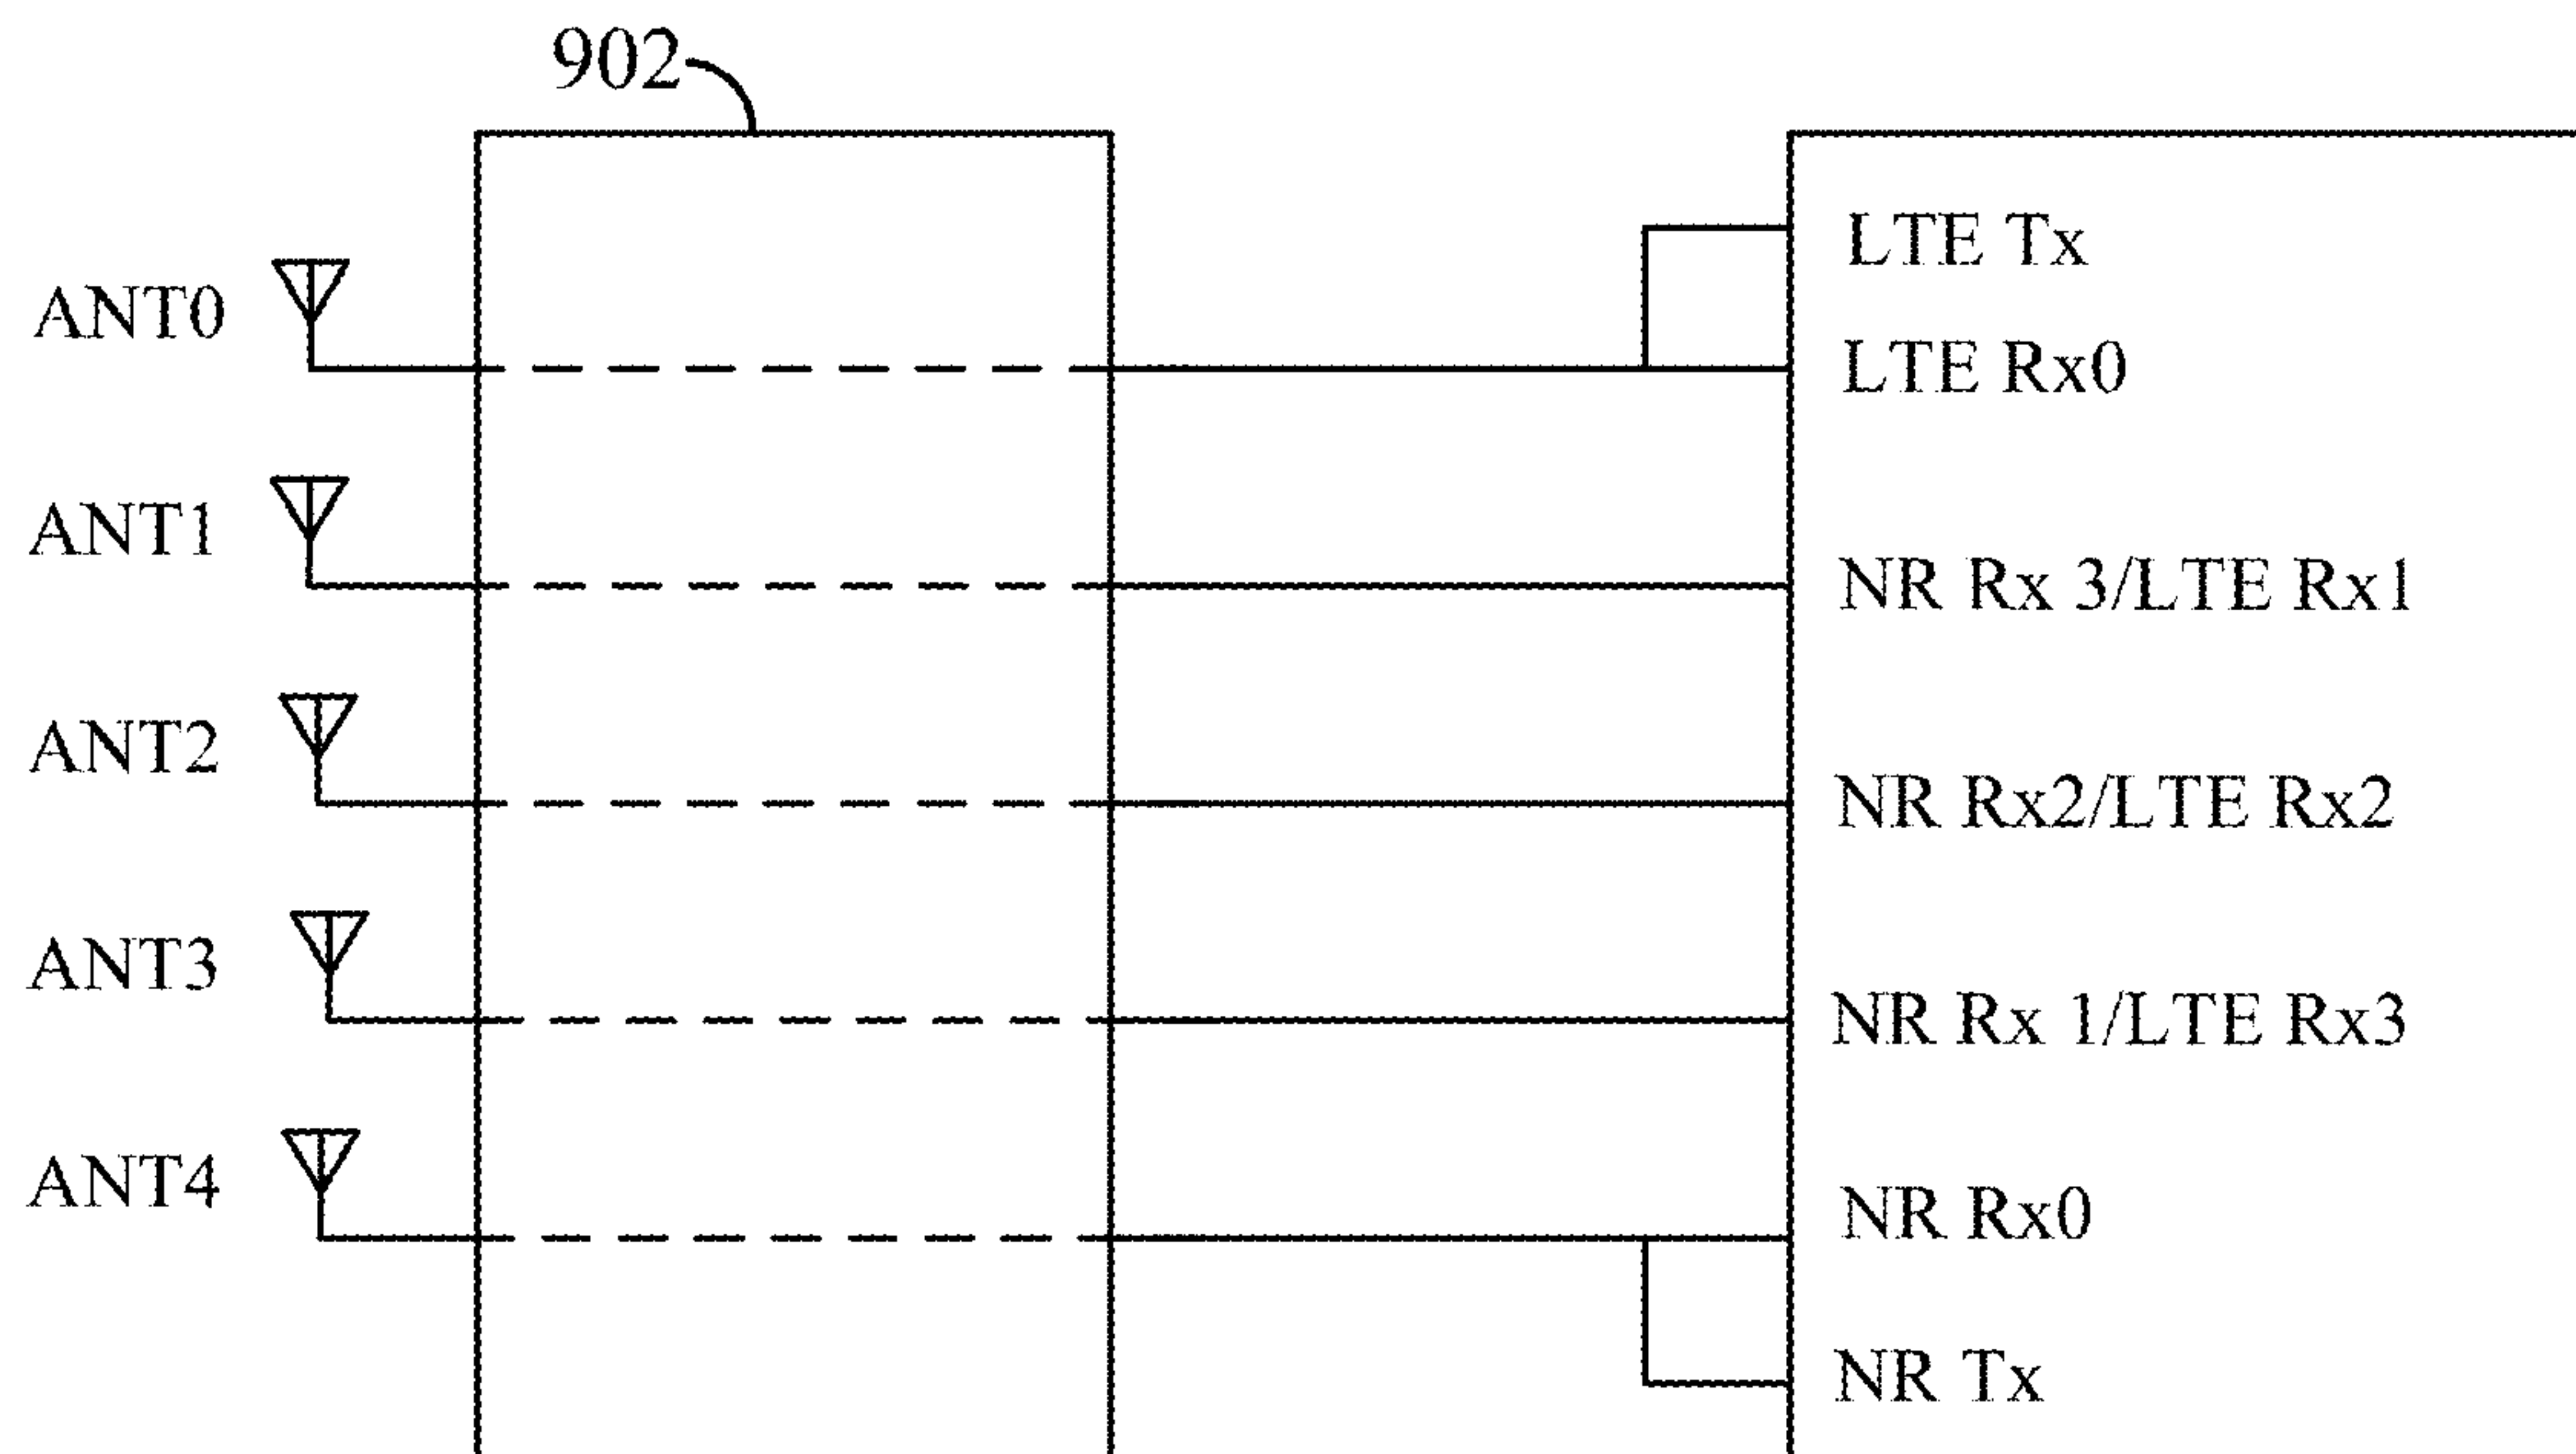 902
LTE Tx
ANT0
LTE Rx0
ANT1
NR Rx 3/LTE Rx1
ANT2
NR Rx2/LTE Rx2
ANT3
NR Rx 1/LTE Rx3
ANT4
NR Rx0
NR Tx